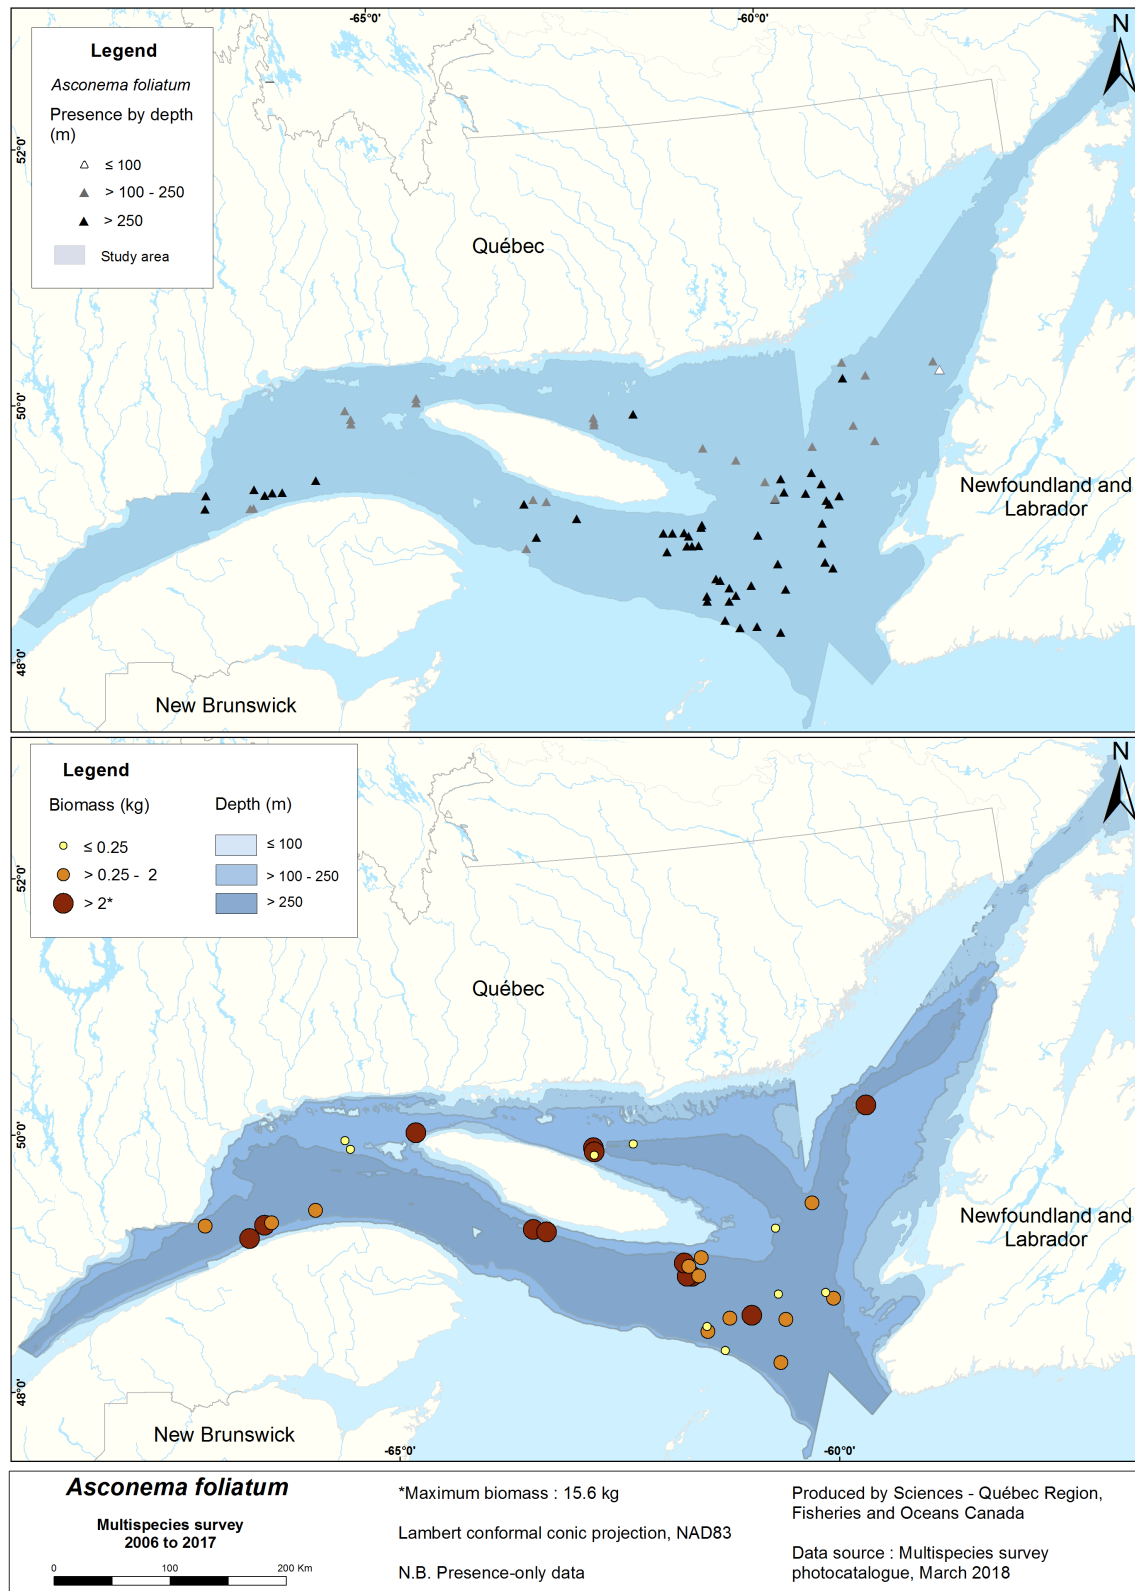 -65°0'
-60°0'
N
Legend
Asconema foliatum
Presence by depth
(m)
≤ 100
> 100 - 250
> 250
Study area
52°0'
Québec
50°0'
Newfoundland and
Labrador
48°0'
New Brunswick
N
Legend
Biomass (kg)
Depth (m)
≤ 0.25
> 0.25 - 2
> 2*
≤ 100
> 100 - 250
> 250
52°0'
Québec
50°0'
Newfoundland and
Labrador
48°0'
New Brunswick
-65°0'
-60°0'
Asconema foliatum
Multispecies survey
2006 to 2017
0 100 200 Km
*Maximum biomass : 15.6 kg
Lambert conformal conic projection, NAD83
N.B. Presence-only data
Produced by Sciences - Québec Region,
Fisheries and Oceans Canada
Data source : Multispecies survey
photocatalogue, March 2018